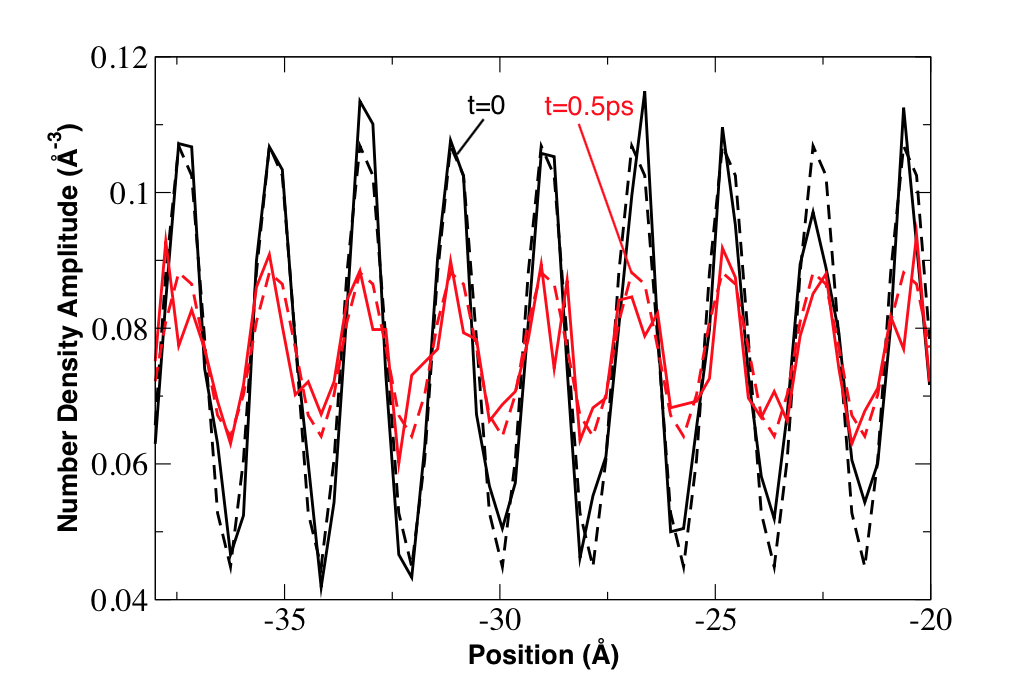 0.12
0.1
0.08
0.06
0.04
Number Density Amplitude (Å-3)
t=0
t=0.5ps
-35
-30
-25
-20
Position (Å)